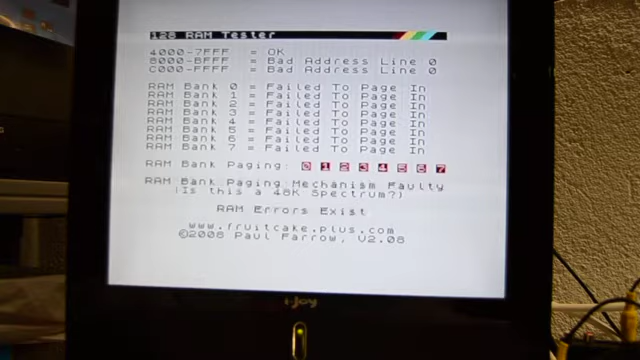 128 RAM Tester
4000-7FFF = OK
8000-BFFF = Bad Address Line 0
C000-FFFF = Bad Address Line 0
RAM Bank 0 = Failed To Page In
RAM Bank 1 = Failed To Page In
RAM Bank 2 = Failed To Page In
RAM Bank 3 = Failed To Page In
RAM Bank 4 = Failed To Page In
RAM Bank 5 = Failed To Page In
RAM Bank 6 = Failed To Page In
RAM Bank 7 = Failed To Page In
RAM Bank Paging: 0 1 2 3 4 5 6 7
RAM Bank Paging Mechanism Faulty
(Is this a 48K Spectrum?)
RAM Errors Exist
www.fruitcake.plus.com
©2008 Paul Farrow, V2.08
i-Joy